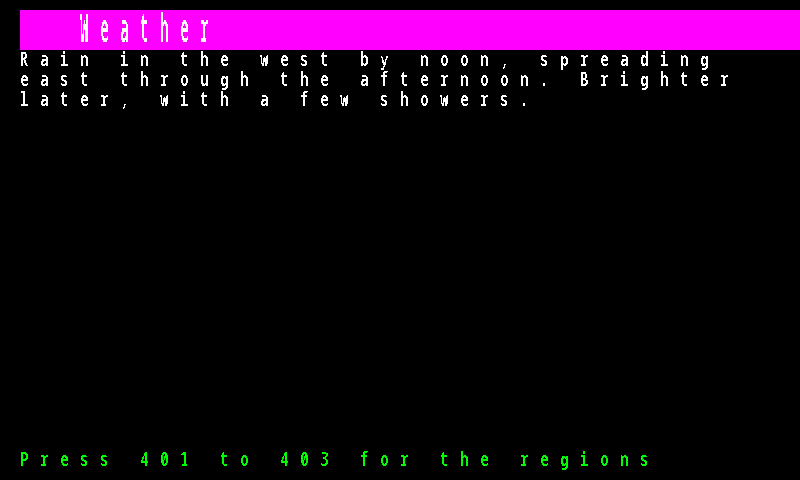 Weather
Rain in the west by noon, spreading
east through the afternoon. Brighter
later, with a few showers.
Press 401 to 403 for the regions